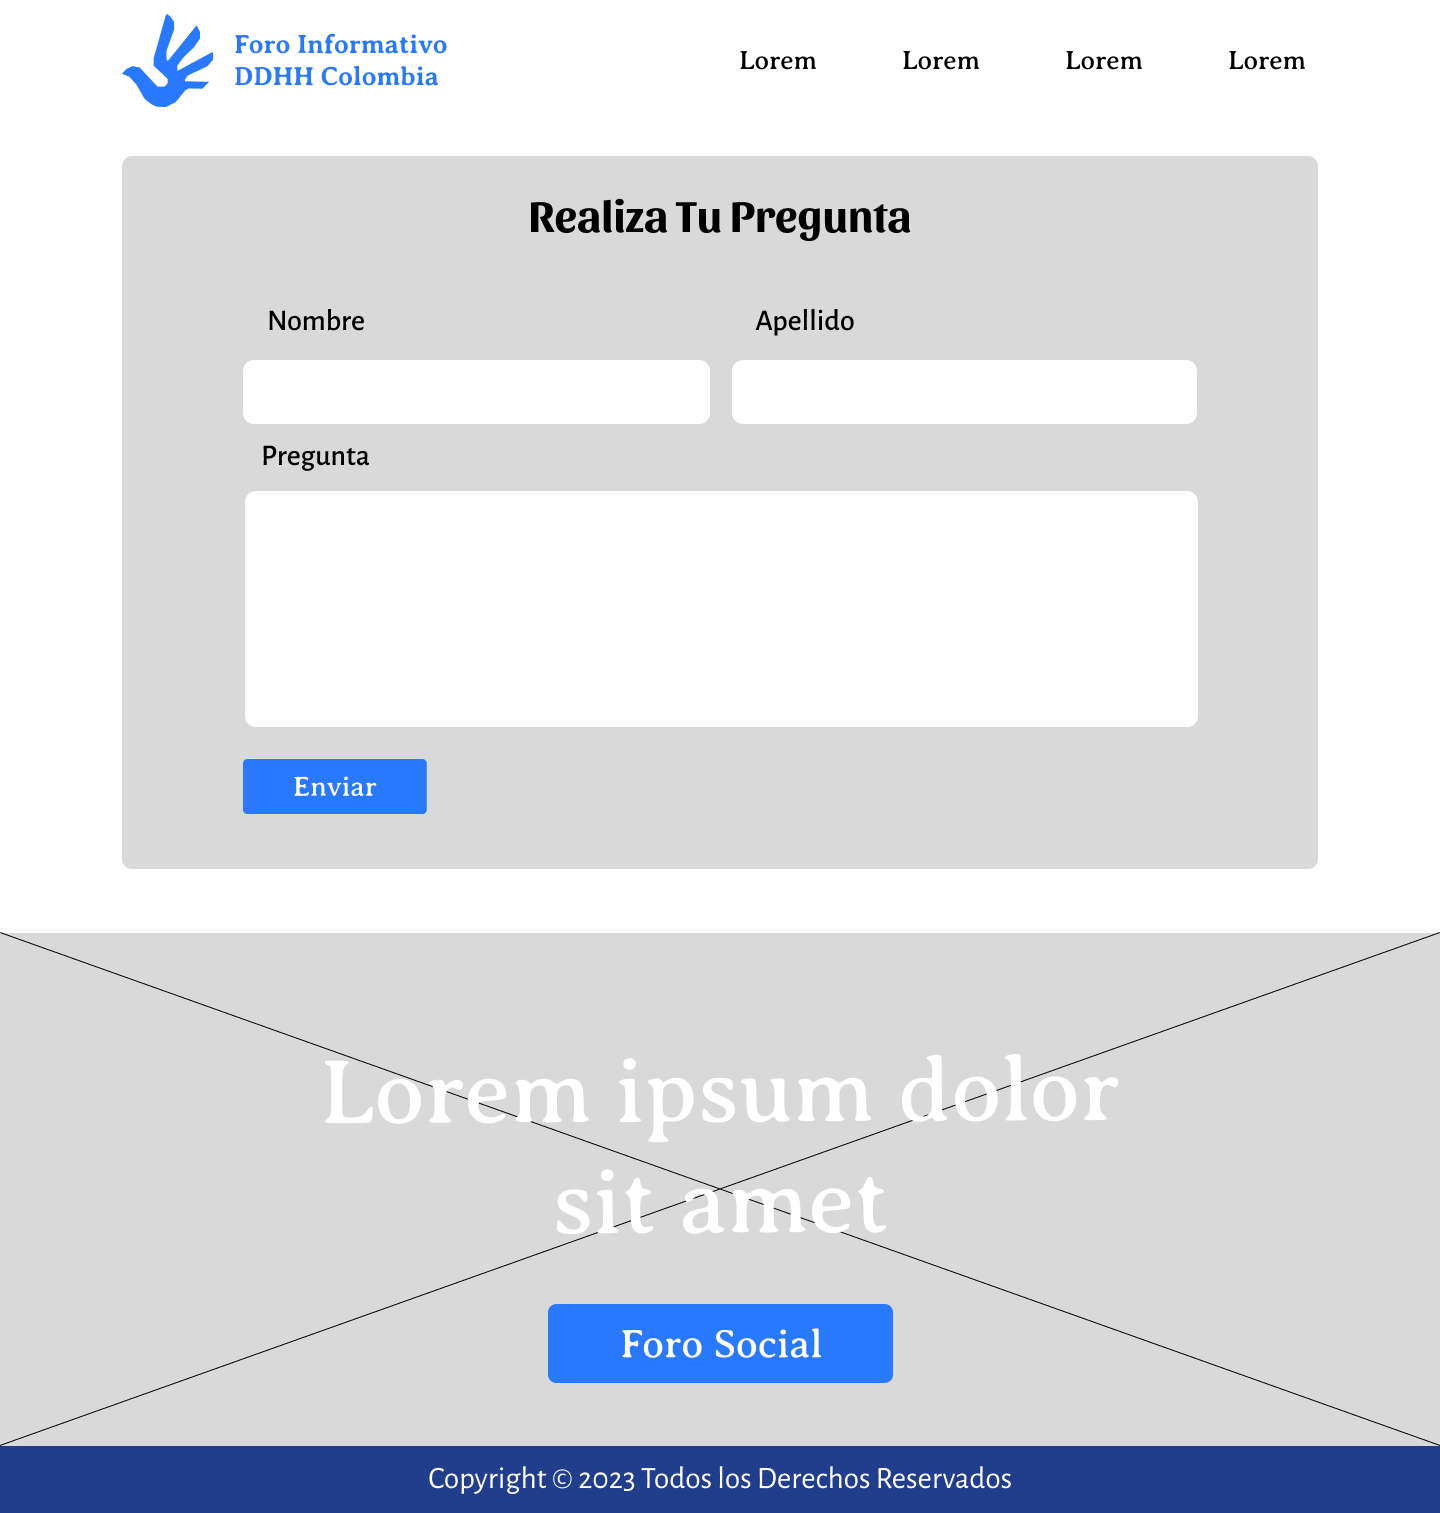 Foro Informativo
DDHH Colombia
Lorem Lorem Lorem Lorem
Realiza Tu Pregunta
Nombre Apellido
Pregunta
Enviar
Lorem ipsum dolor
sit amet
Foro Social
Copyright © 2023 Todos los Derechos Reservados